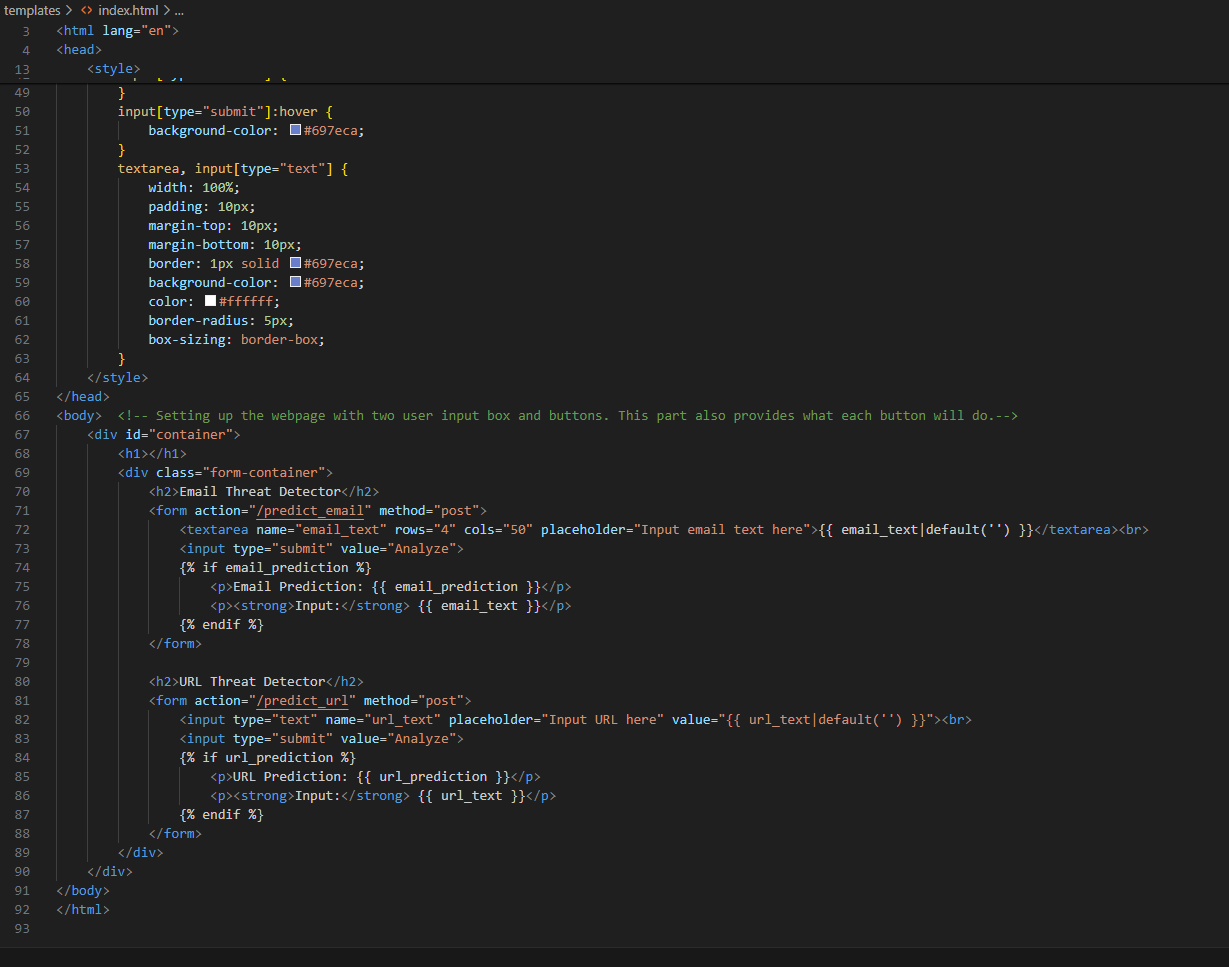 templates > <> index.html > ...
3 <html lang="en">
4 <head>
13 <style>
49 }
50 input[type="submit"]:hover {
51 background-color: #697eca;
52 }
53 textarea, input[type="text"] {
54 width: 100%;
55 padding: 10px;
56 margin-top: 10px;
57 margin-bottom: 10px;
58 border: 1px solid #697eca;
59 background-color: #697eca;
60 color: #ffffff;
61 border-radius: 5px;
62 box-sizing: border-box;
63 }
64 </style>
65 </head>
66 <body> <!-- Setting up the webpage with two user input box and buttons. This part also provides what each button will do.-->
67 <div id="container">
68 <h1></h1>
69 <div class="form-container">
70 <h2>Email Threat Detector</h2>
71 <form action="/predict_email" method="post">
72 <textarea name="email_text" rows="4" cols="50" placeholder="Input email text here">{{ email_text|default('') }}</textarea><br>
73 <input type="submit" value="Analyze">
74 {% if email_prediction %}
75 <p>Email Prediction: {{ email_prediction }}</p>
76 <p><strong>Input:</strong> {{ email_text }}</p>
77 {% endif %}
78 </form>
79
80 <h2>URL Threat Detector</h2>
81 <form action="/predict_url" method="post">
82 <input type="text" name="url_text" placeholder="Input URL here" value="{{ url_text|default('') }}"><br>
83 <input type="submit" value="Analyze">
84 {% if url_prediction %}
85 <p>URL Prediction: {{ url_prediction }}</p>
86 <p><strong>Input:</strong> {{ url_text }}</p>
87 {% endif %}
88 </form>
89 </div>
90 </div>
91 </body>
92 </html>
93